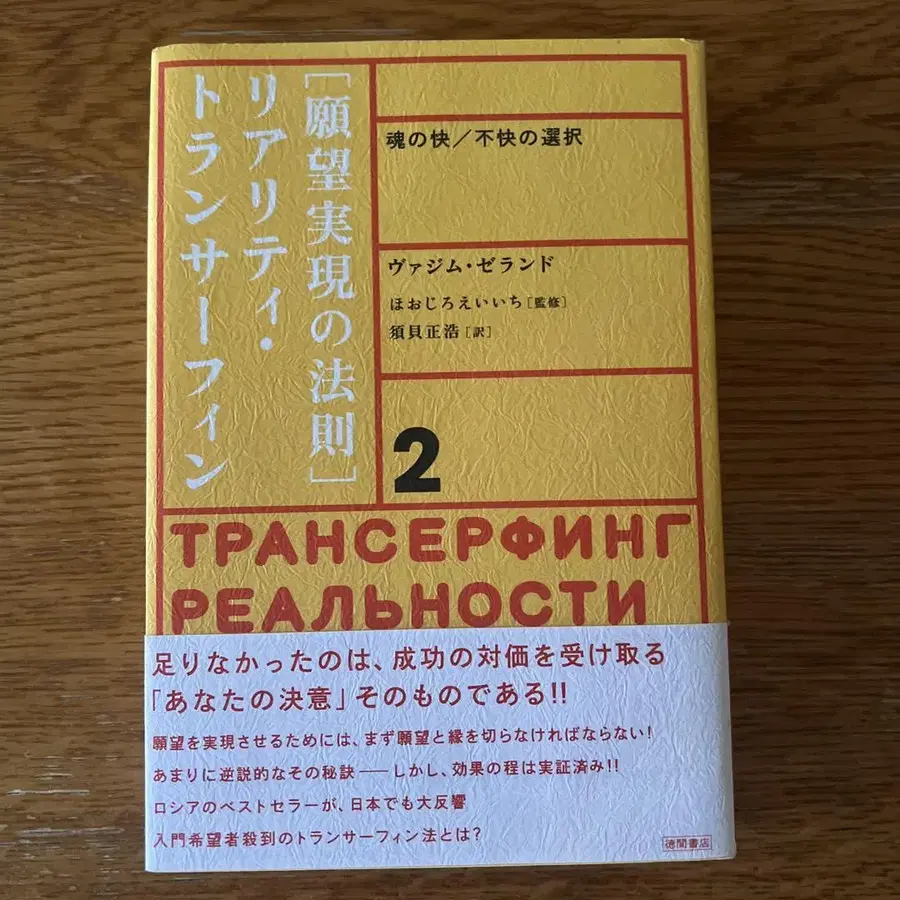 ［願望実現の法則］
リアリティ・
トランサーフィン
魂の快／不快の選択
ヴァジム・ゼランド
ほおじろえいいち［監修］
須貝正浩［訳］
2
ТРАНСЕРФИНГ
РЕАЛЬНОСТИ
足りなかったのは、成功の対価を受け取る
「あなたの決意」そのものである!!
願望を実現させるためには、まず願望と縁を切らなければならない！
あまりに逆説的なその秘訣――しかし、効果の程は実証済み!!
ロシアのベストセラーが、日本でも大反響
入門希望者殺到のトランサーフィン法とは？
徳間書店